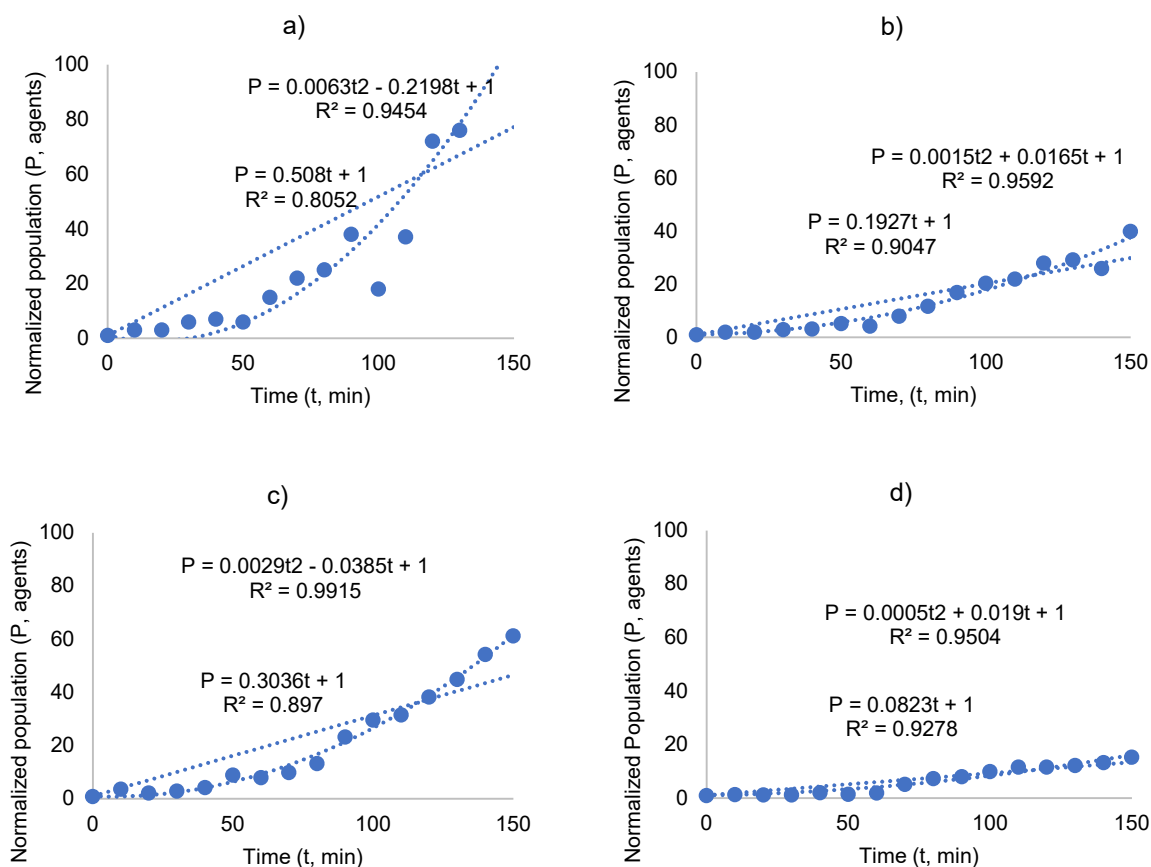 a)
Normalized population (P, agents)
100
80
60
40
20
0
P = 0.0063t2 - 0.2198t + 1
R² = 0.9454
P = 0.508t + 1
R² = 0.8052
0 50 100 150
Time (t, min)
b)
Normalized population (P, agents)
100
80
60
40
20
0
P = 0.0015t2 + 0.0165t + 1
R² = 0.9592
P = 0.1927t + 1
R² = 0.9047
0 50 100 150
Time, (t, min)
c)
Normalized population (P, agents)
100
80
60
40
20
0
P = 0.0029t2 - 0.0385t + 1
R² = 0.9915
P = 0.3036t + 1
R² = 0.897
0 50 100 150
Time (t, min)
d)
Normalized Population (P, agents)
100
80
60
40
20
0
P = 0.0005t2 + 0.019t + 1
R² = 0.9504
P = 0.0823t + 1
R² = 0.9278
0 50 100 150
Time (t, min)